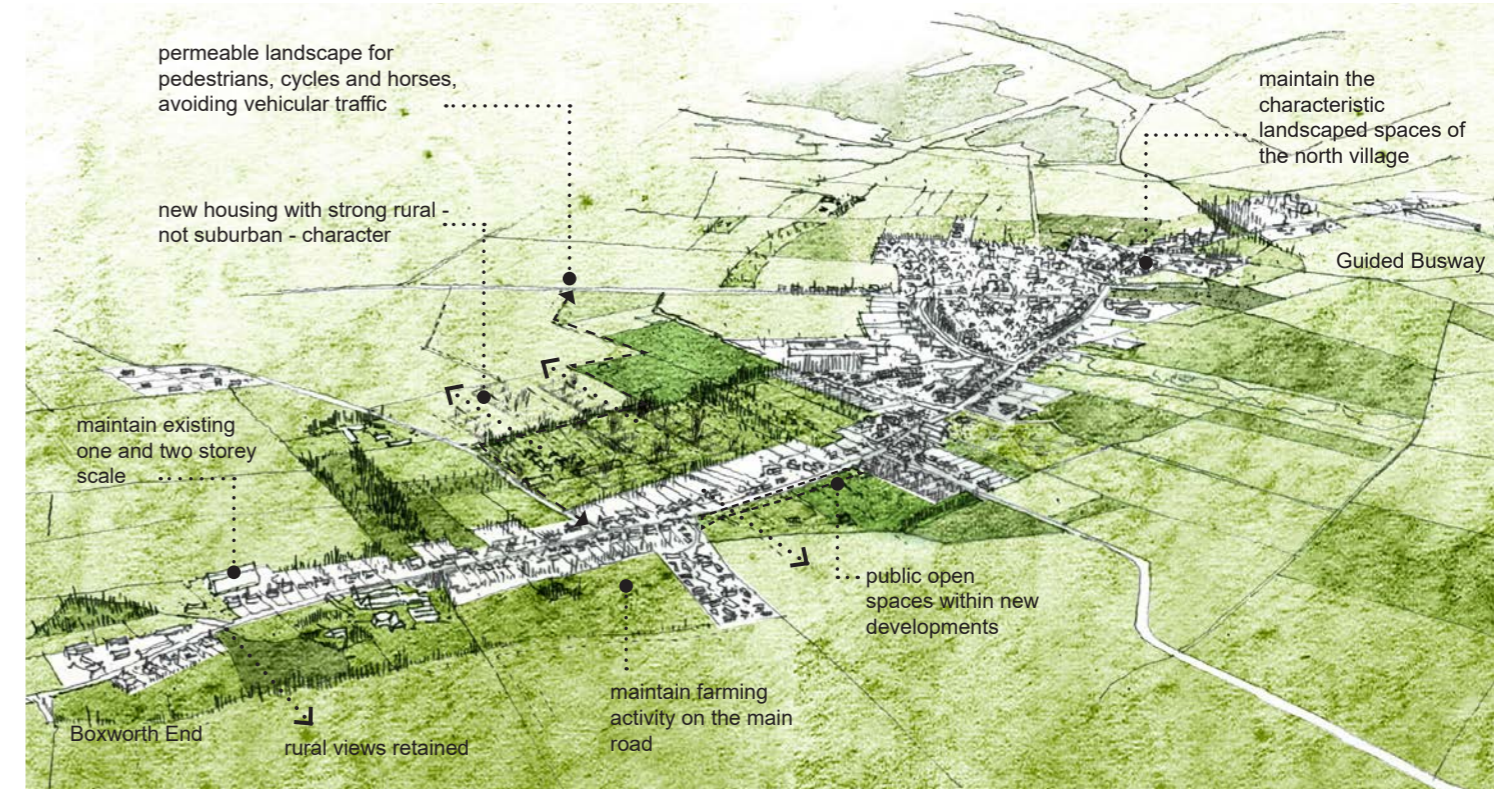 permeable landscape for
pedestrians, cycles and horses,
avoiding vehicular traffic
maintain the
characteristic
landscaped spaces of
the north village
new housing with strong rural -
not suburban - character
Guided Busway
maintain existing
one and two storey
scale
public open
spaces within new
developments
maintain farming
activity on the main
road
Boxworth End
rural views retained